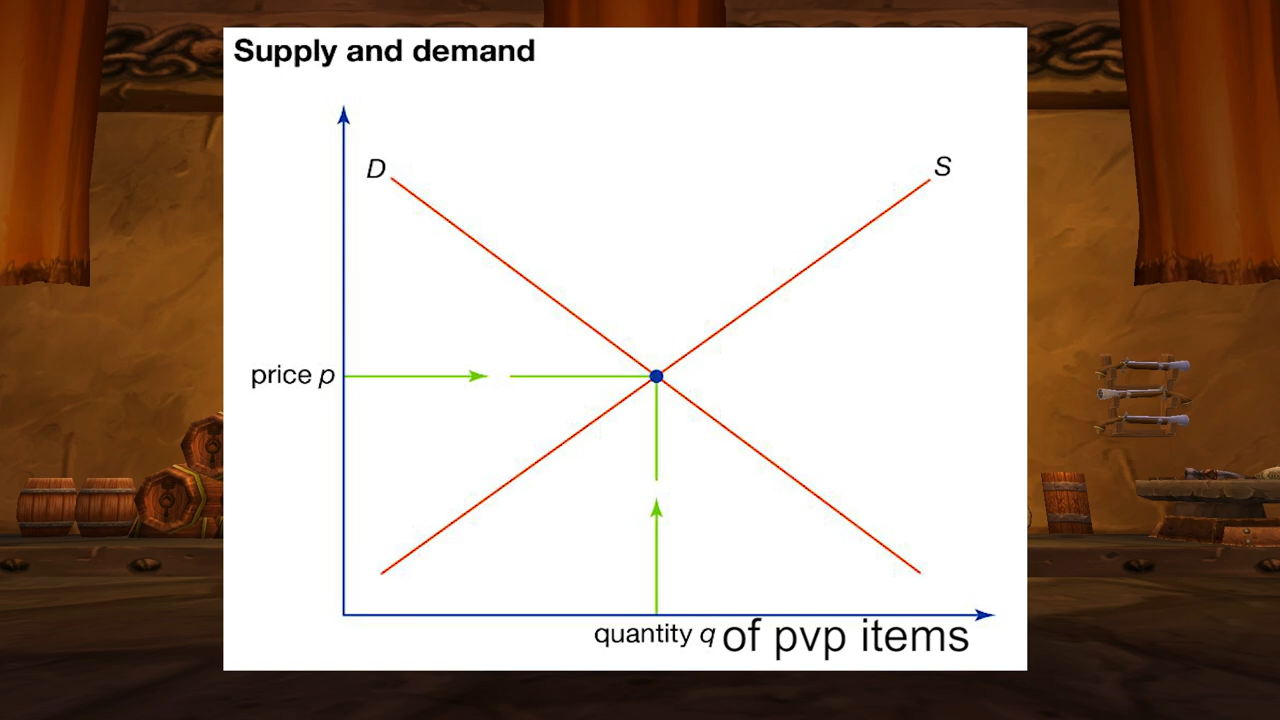 Supply and demand
D
S
price p
quantity q of pvp items